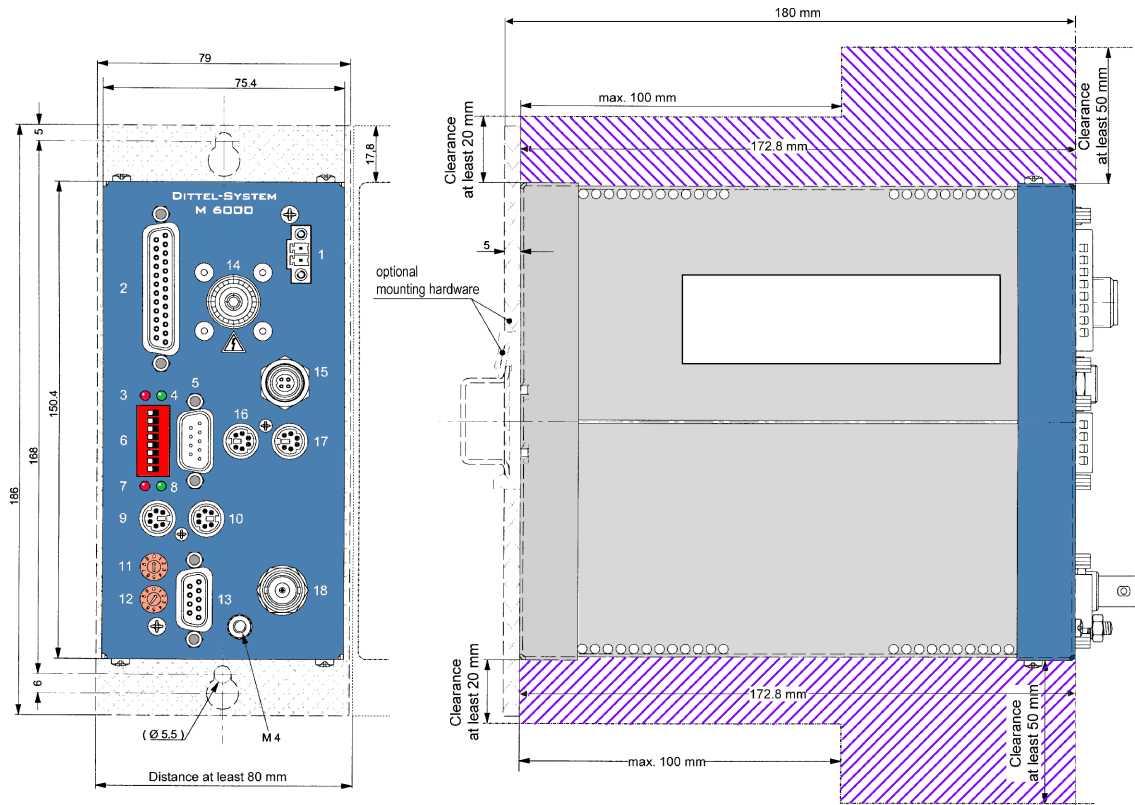 180 mm
79
75.4
max. 100 mm
Clearance
at least 20 mm
Clearance
at least 50 mm
5
17,8
172.8 mm
DITTEL-SYSTEM
M 6000
1
2
14
5
optional
mounting hardware
15
3
4
5
16
17
6
150.4
168
186
7
8
9
10
11
12
13
18
6
Clearance
at least 20 mm
172.8 mm
Clearance
at least 50 mm
( Ø 5,5 )
M 4
max. 100 mm
Distance at least 80 mm